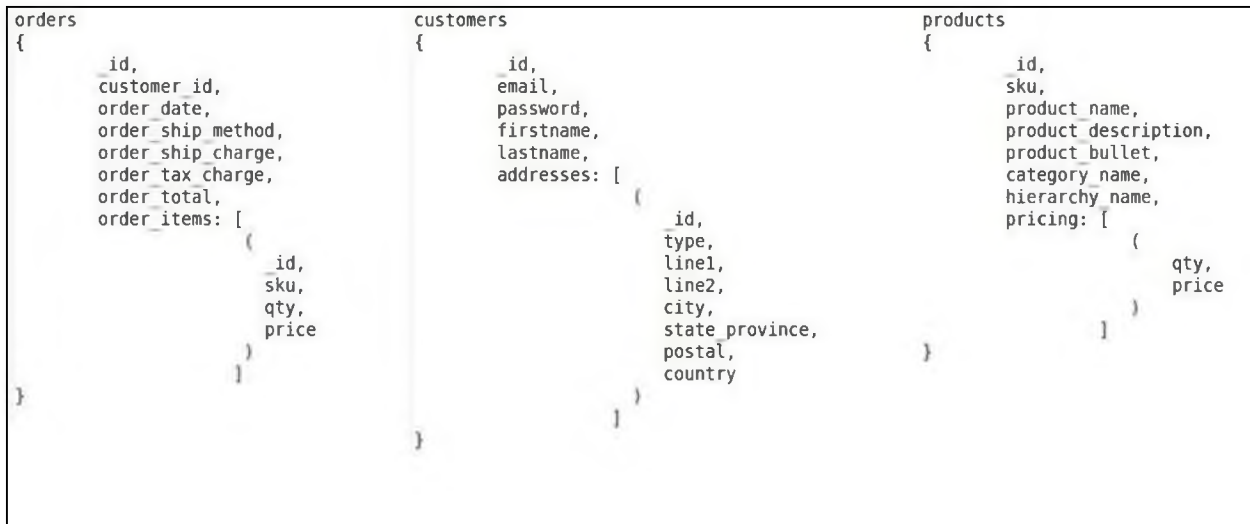 orders
{
_id,
customer_id,
order_date,
order_ship_method,
order_ship_charge,
order_tax_charge,
order_total,
order_items: [
(
_id,
sku,
qty,
price
)
]
}
customers
{
_id,
email,
password,
firstname,
lastname,
addresses: [
(
_id,
type,
line1,
line2,
city,
state_province,
postal,
country
)
]
}
products
{
_id,
sku,
product_name,
product_description,
product_bullet,
category_name,
hierarchy_name,
pricing: [
(
qty,
price
)
]
}